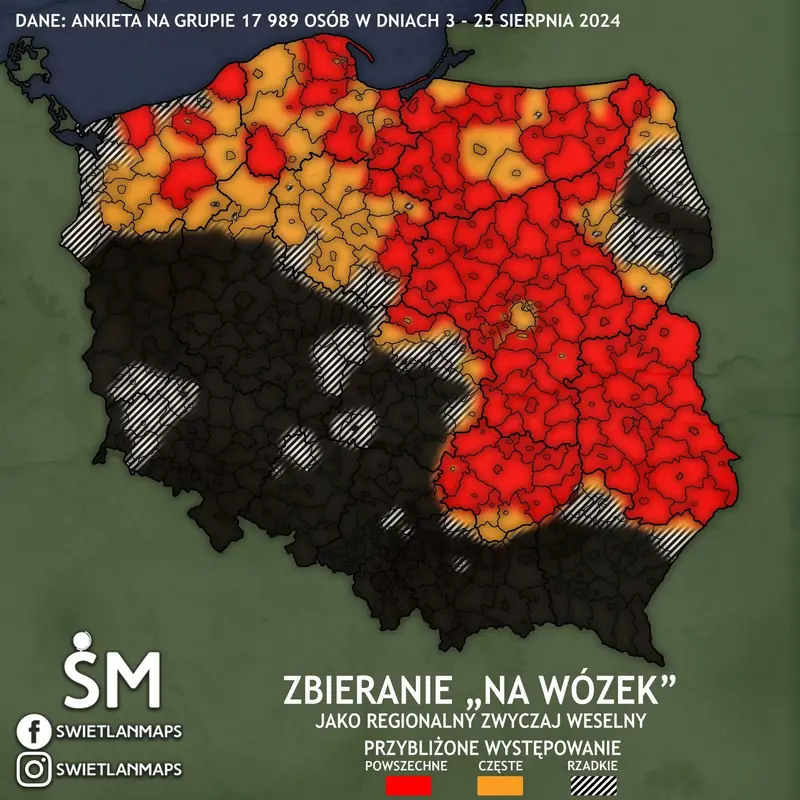 DANE: ANKIETA NA GRUPIE 17 989 OSÓB W DNIACH 3 - 25 SIERPNIA 2024
ŚM
SWIETLANMAPS
SWIETLANMAPS
ZBIERANIE „NA WÓZEK”
JAKO REGIONALNY ZWYCZAJ WESELNY
PRZYBLIŻONE WYSTĘPOWANIE
POWSZECHNE CZĘSTE RZADKIE